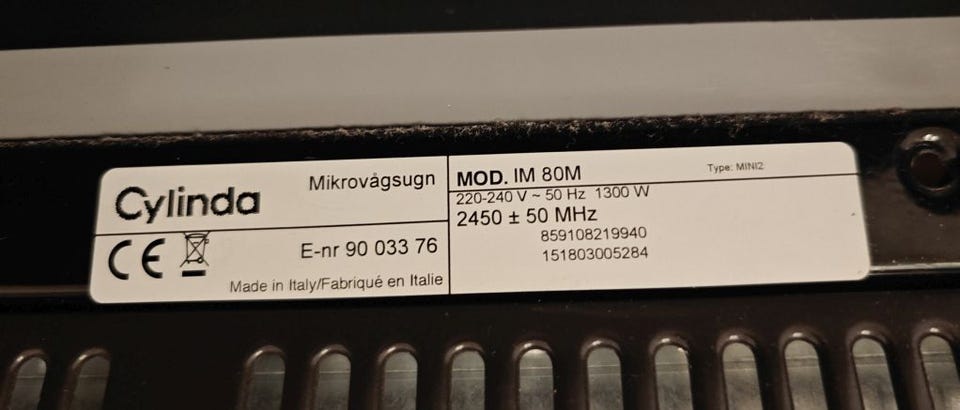 Cylinda
Mikrovågsugn
CE
E-nr 90 033 76
Made in Italy/Fabriqué en Italie
MOD. IM 80M
Type: MINI2
220-240 V ~ 50 Hz 1300 W
2450 ± 50 MHz
859108219940
151803005284